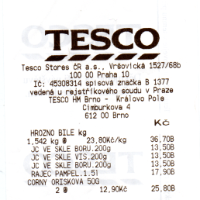 TESCO
Tesco Stores ČR a.s., Vršovická 1527/68b
100 00 Praha 10
IČ: 45308314 spisová značka B 1377
vedená u rejstříkového soudu v Praze
TESCO HM Brno - Královo Pole
Cimburkova 4
612 00 Brno
Kč
HROZNO BILE kg
1,542 kg @ 23,80Kč/kg 36,70B
JC VE SKLE BORU.200g 13,50B
JC VE SKLE VIS.200g 13,50B
JC VE SKLE BORU.200g 13,50B
RAJEC PAMPEL.1.5l 17,90B
CORNY ORISKOVA 50G
2 @ 12,90Kč 25,80B